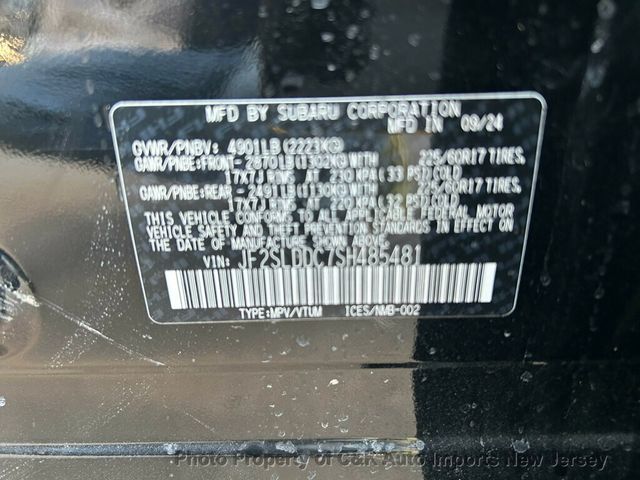 MFD BY SUBARU CORPORATION
MFD IN 09/24
GVWR/PNBV: 4901LB(2223KG)
GAWR/PNBE:FRONT- 2870LB(1302KG)WITH 225/60R17 TIRES,
17X7J RIMS AT 230 KPA(33 PSI)COLD
GAWR/PNBE:REAR - 2491LB(1130KG)WITH 225/60R17 TIRES,
17X7J RIMS AT 220 KPA(32 PSI)COLD
THIS VEHICLE CONFORMS TO ALL APPLICABLE FEDERAL MOTOR
VEHICLE SAFETY AND THEFT PREVENTION STANDARDS IN EFFECT ON
THE DATE OF MANUFACTURE SHOWN ABOVE.
VIN: JF2SLDDC7SH485481
TYPE:MPV/VTUM ICES/NMB-002
Photo Property of C&K Auto Imports New Jersey